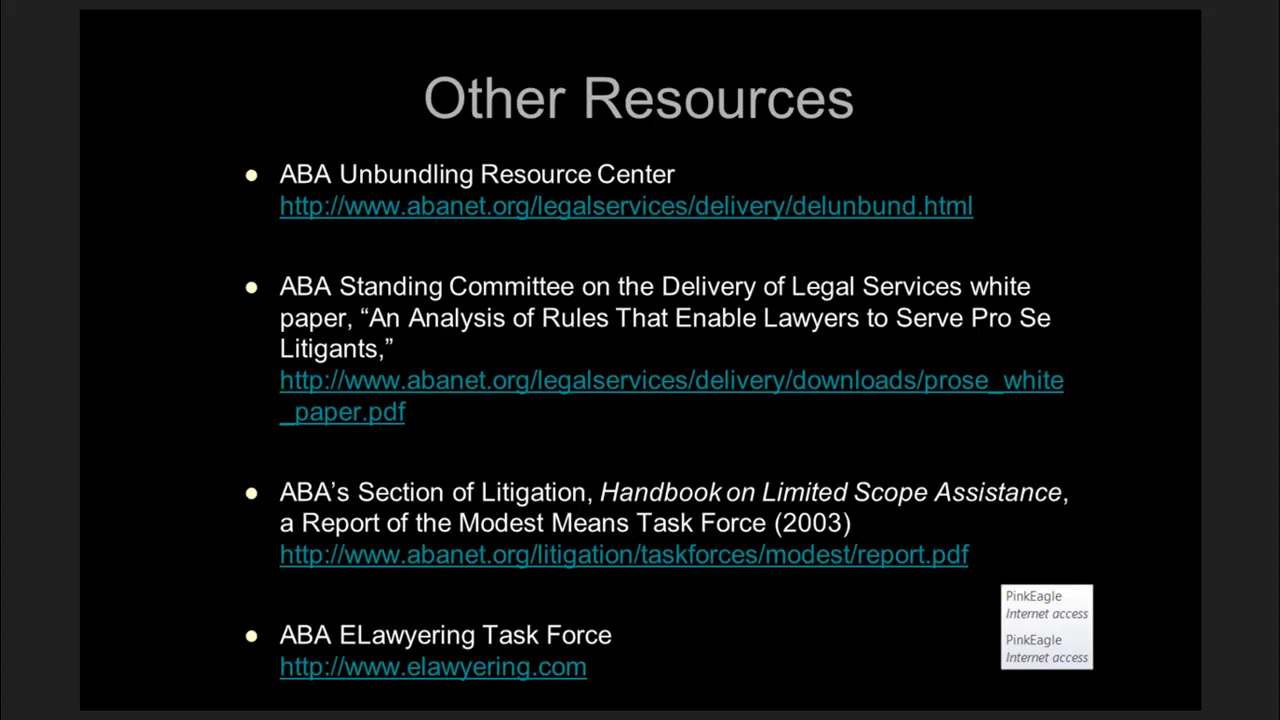 Other Resources
● ABA Unbundling Resource Center
http://www.abanet.org/legalservices/delivery/delunbund.html
● ABA Standing Committee on the Delivery of Legal Services white
paper, “An Analysis of Rules That Enable Lawyers to Serve Pro Se
Litigants,”
http://www.abanet.org/legalservices/delivery/downloads/prose_white
_paper.pdf
● ABA’s Section of Litigation, Handbook on Limited Scope Assistance,
a Report of the Modest Means Task Force (2003)
http://www.abanet.org/litigation/taskforces/modest/report.pdf
● ABA ELawyering Task Force
http://www.elawyering.com
PinkEagle
Internet access
PinkEagle
Internet access